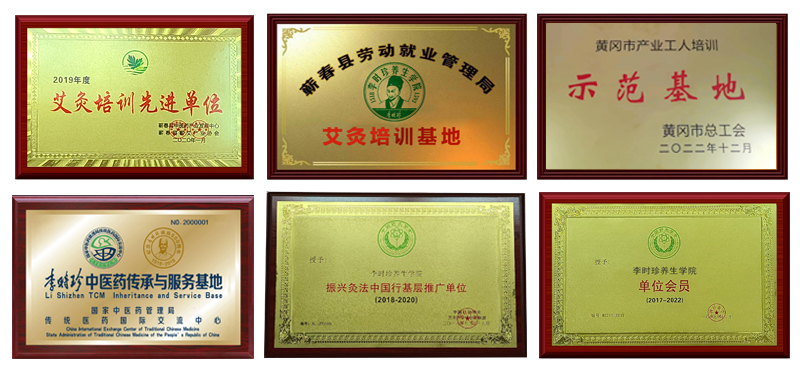 2019年度
艾灸培训先进单位
二〇二〇年一月
蕲春县劳动就业管理局
李时珍养生学院
艾灸培训基地
黄冈市产业工人培训
示范基地
黄冈市总工会
二〇二二年十二月
NO. 2000001
李时珍中医药传承与服务基地
Li Shizhen TCM Inheritance and Service Base
国家中医药管理局
传统医药国际交流中心
China International Exchange Center of Traditional Chinese Medicine
State Administration of Traditional Chinese Medicine of the People's Republic of China
授予:
李时珍养生学院
振兴灸法中国行基层推广单位
(2018-2020)
授予:
李时珍养生学院
单位会员
(2017-2022)